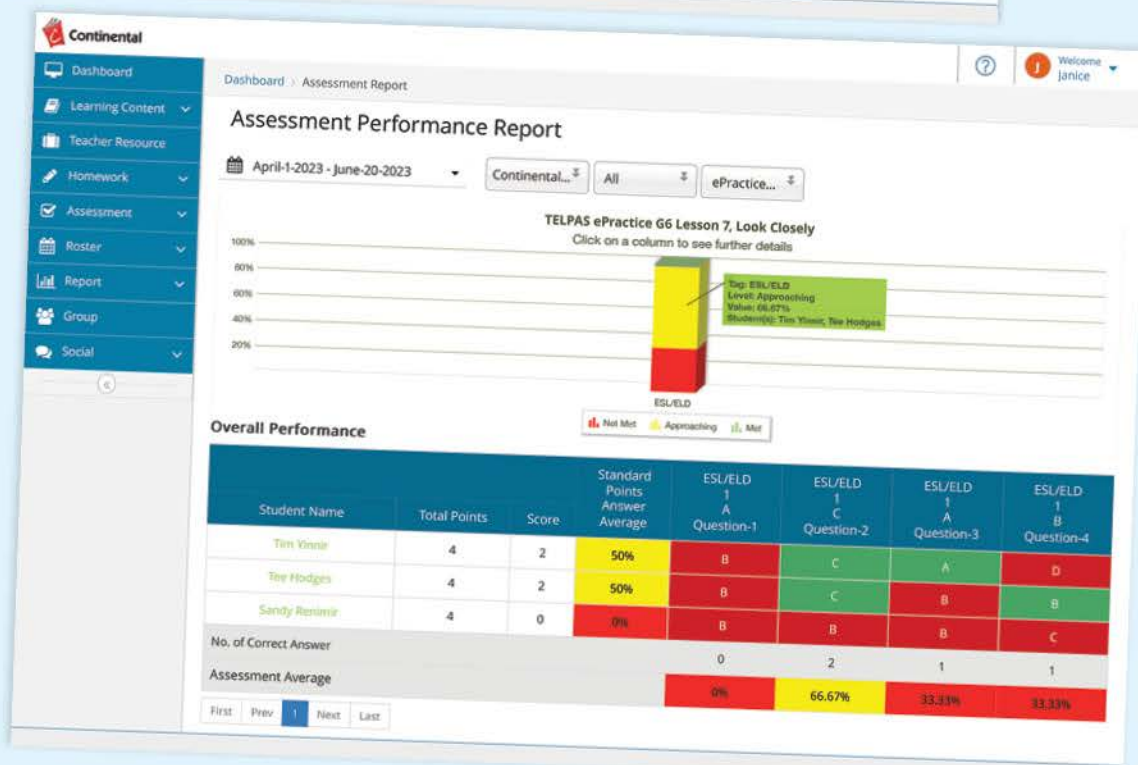 Continental
Welcome
J Janice
Dashboard
Learning Content
Teacher Resource
Homework
Assessment
Roster
Report
Group
Social
Dashboard > Assessment Report
Assessment Performance Report
April-1-2023 - June-20-2023
Continental...
All
ePractice...
TELPAS ePractice G6 Lesson 7, Look Closely
Click on a column to see further details
100%
80%
60%
40%
20%
Tag: ESL/ELD
Level: Approaching
Value: 66.67%
Student(s): Tim Yinnir, Tee Hodges
ESL/ELD
Not Met Approaching Met
Overall Performance
Student Name Total Points Score Standard Points Answer Average ESL/ELD 1 A Question-1 ESL/ELD 1 C Question-2 ESL/ELD 1 A Question-3 ESL/ELD 1 B Question-4
Tim Yinnir 4 2 50% B C A D
Tee Hodges 4 2 50% B C B B
Sandy Renimir 4 0 0% B B B C
No. of Correct Answer 0 2 1 1
Assessment Average 0% 66.67% 33.33% 33.33%
First Prev 1 Next Last